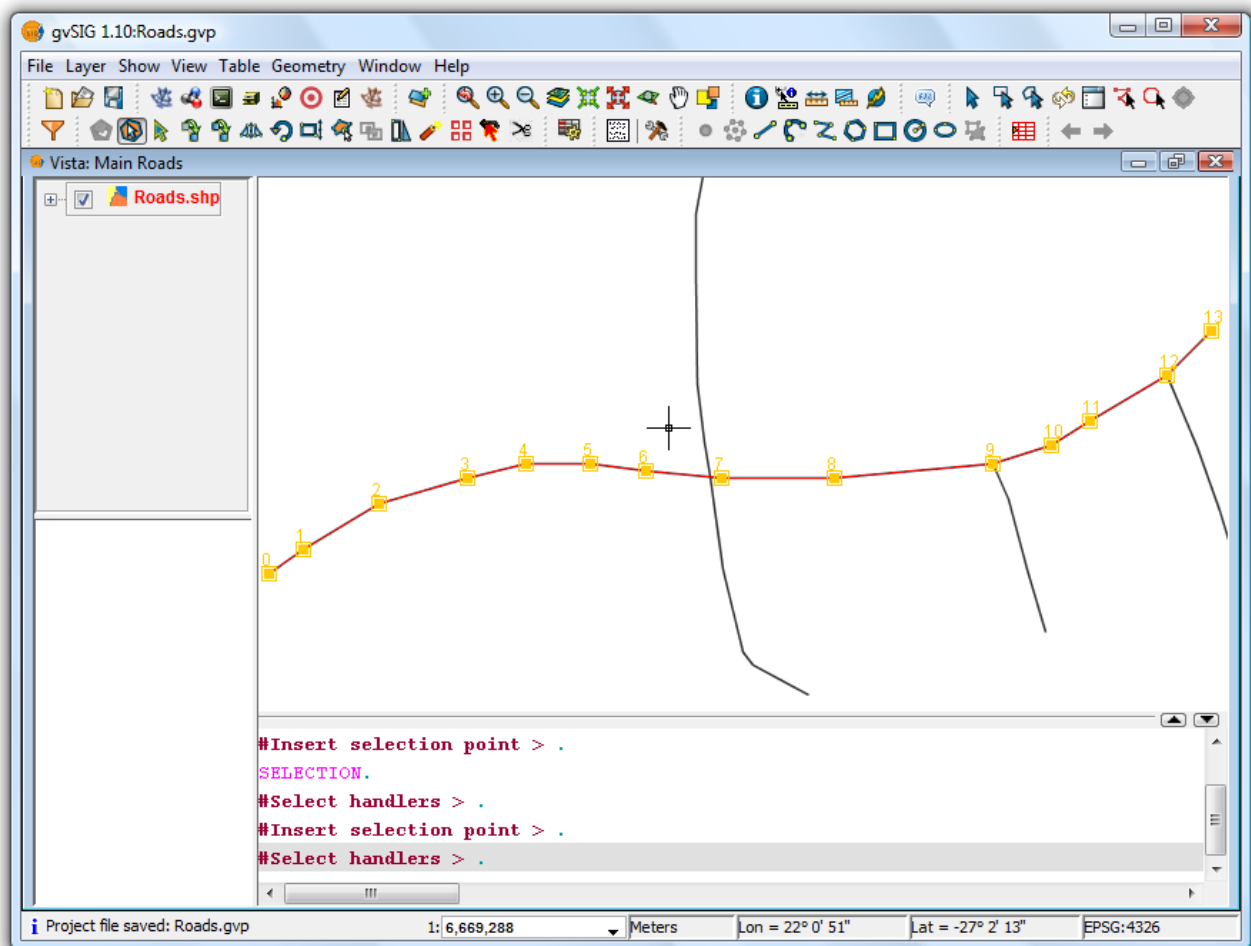 gvSIG 1.10:Roads.gvp
File Layer Show View Table Geometry Window Help
Vista: Main Roads
Roads.shp
0
1
2
3
4
5
6
7
8
9
10
11
12
13
#Insert selection point > .
SELECTION.
#Select handlers > .
#Insert selection point > .
#Select handlers > .
Project file saved: Roads.gvp 1: 6,669,288 Meters Lon = 22° 0' 51" Lat = -27° 2' 13" EPSG:4326